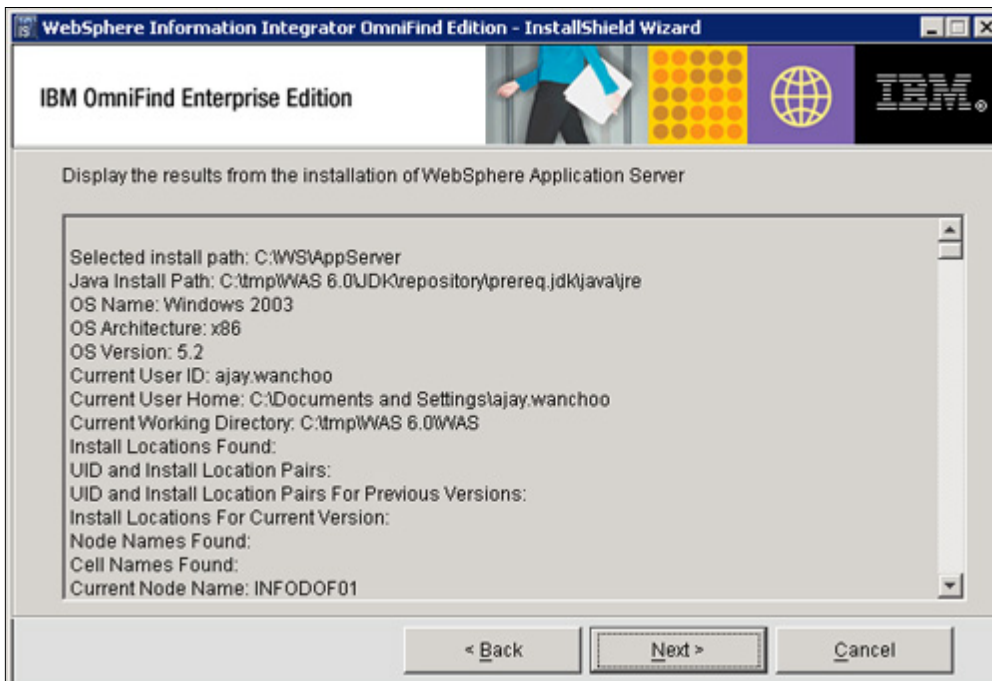 WebSphere Information Integrator OmniFind Edition - InstallShield Wizard
IBM OmniFind Enterprise Edition
IBM®
Display the results from the installation of WebSphere Application Server
Selected install path: C:\WS\AppServer
Java Install Path: C:\tmp\WAS 6.0\JDK\repository\prereq.jdk\java\jre
OS Name: Windows 2003
OS Architecture: x86
OS Version: 5.2
Current User ID: ajay.wanchoo
Current User Home: C:\Documents and Settings\ajay.wanchoo
Current Working Directory: C:\tmp\WAS 6.0\WAS
Install Locations Found:
UID and Install Location Pairs:
UID and Install Location Pairs For Previous Versions:
Install Locations For Current Version:
Node Names Found:
Cell Names Found:
Current Node Name: INFODOF01
< Back
Next >
Cancel